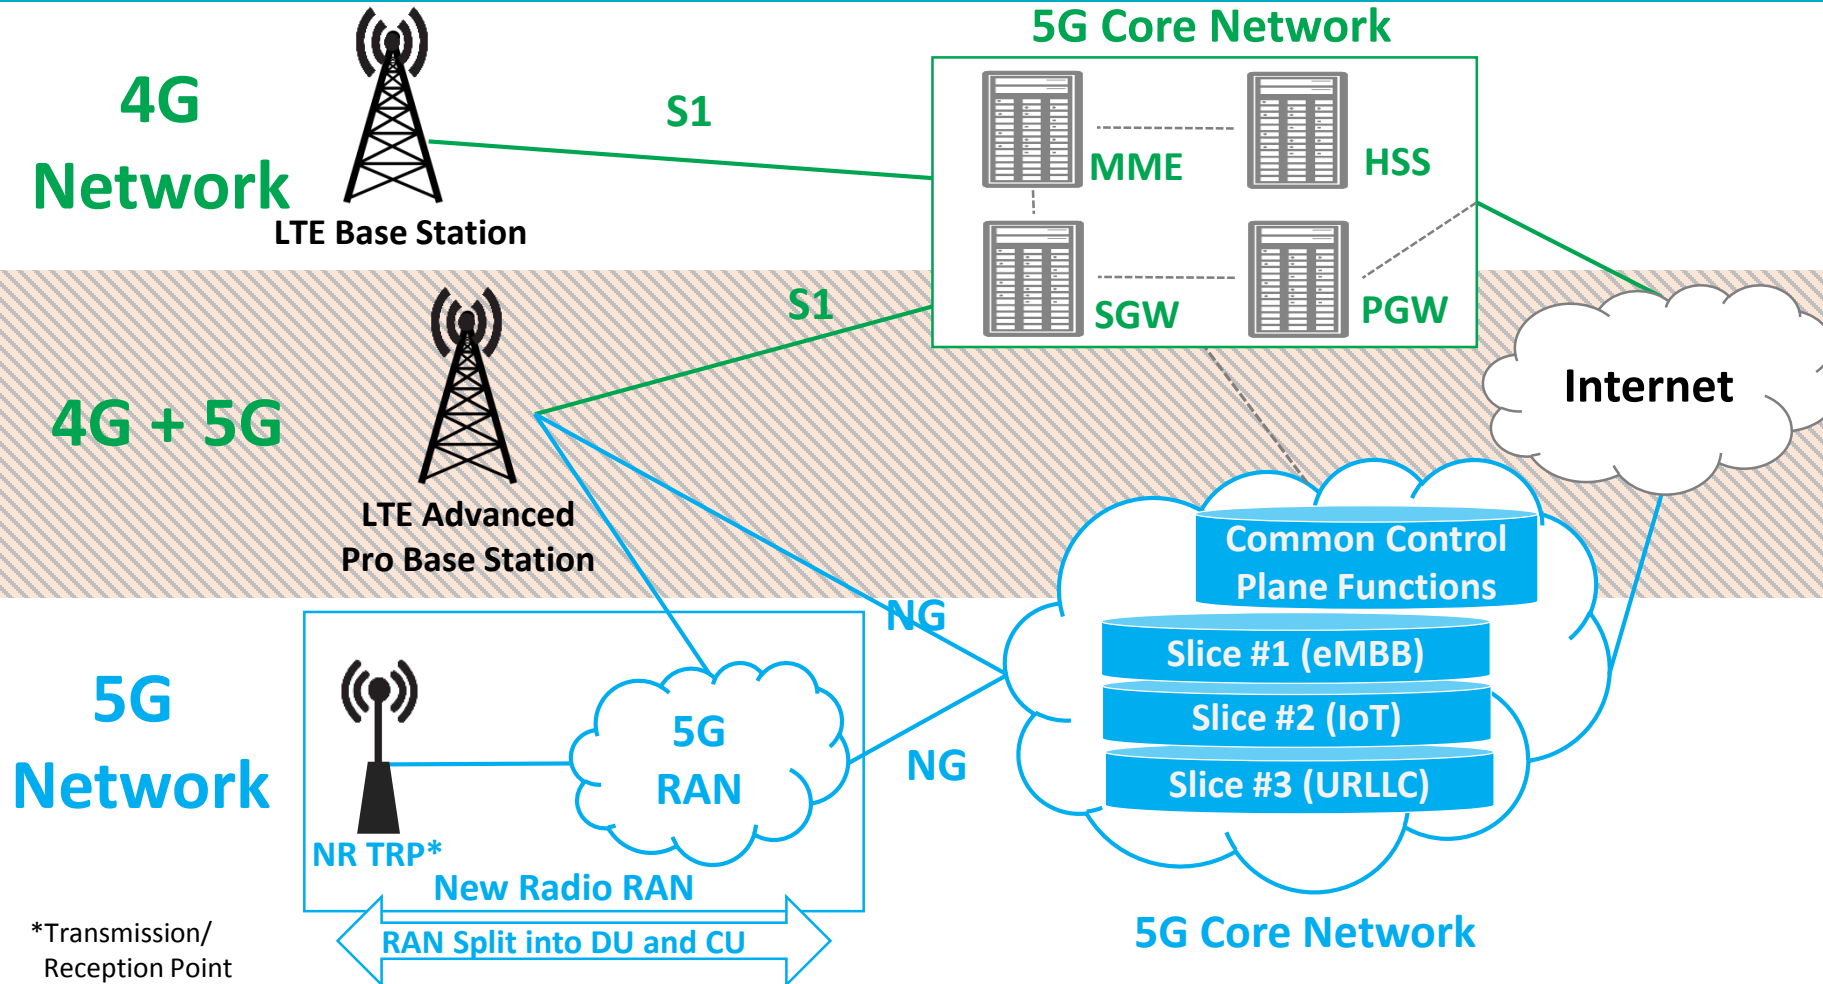 5G Core Network
4G
Network
S1
MME
HSS
LTE Base Station
S1
SGW
PGW
Internet
4G + 5G
LTE Advanced
Pro Base Station
Common Control
Plane Functions
NG
Slice #1 (eMBB)
5G
Network
5G
RAN
Slice #2 (IoT)
NG
Slice #3 (URLLC)
NR TRP*
New Radio RAN
RAN Split into DU and CU
5G Core Network
*Transmission/
Reception Point